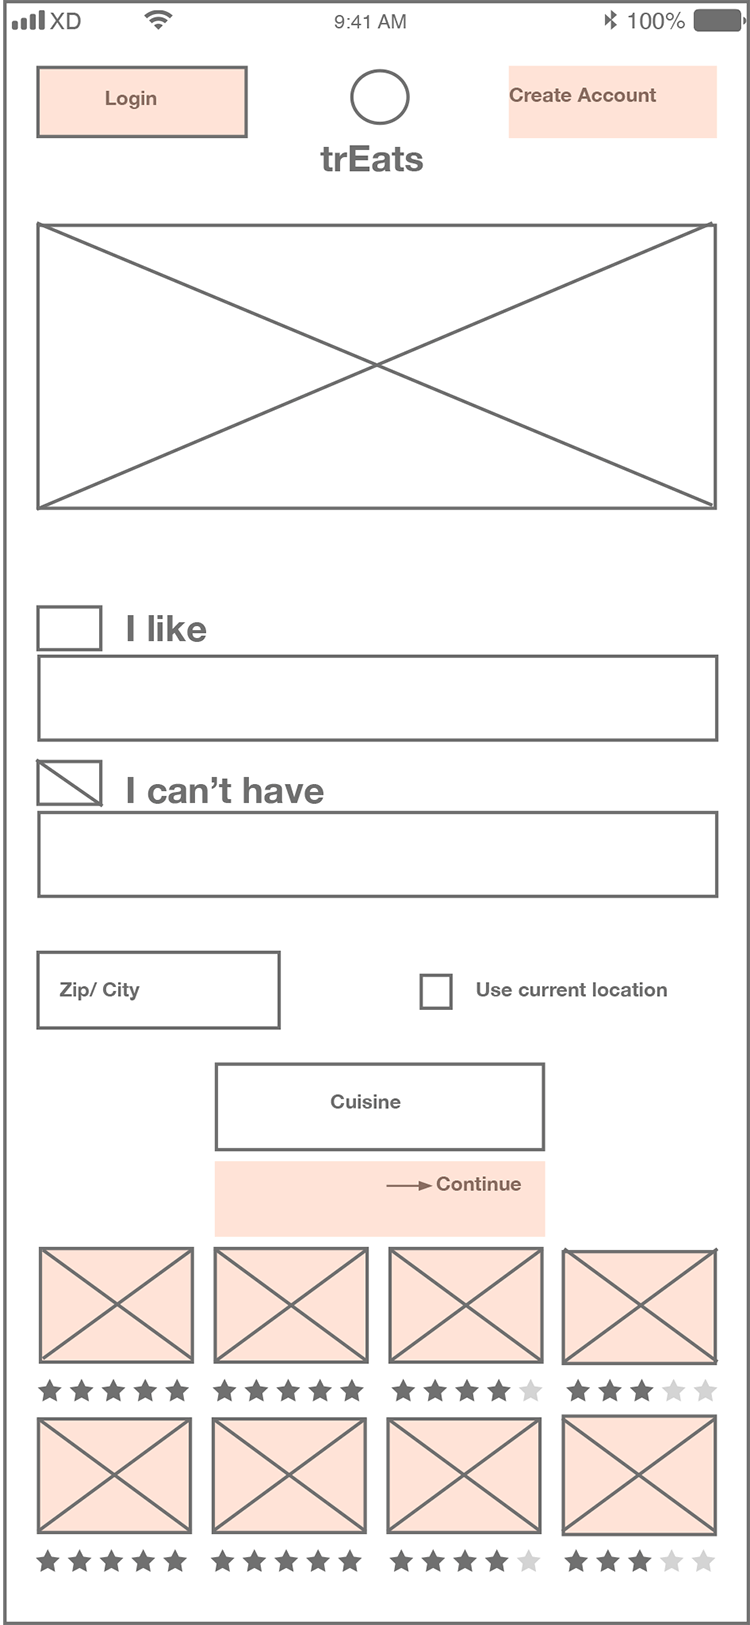 XD 9:41 AM 100%
Login
Create Account
trEats
I like
I can’t have
Zip/ City
Use current location
Cuisine
Continue